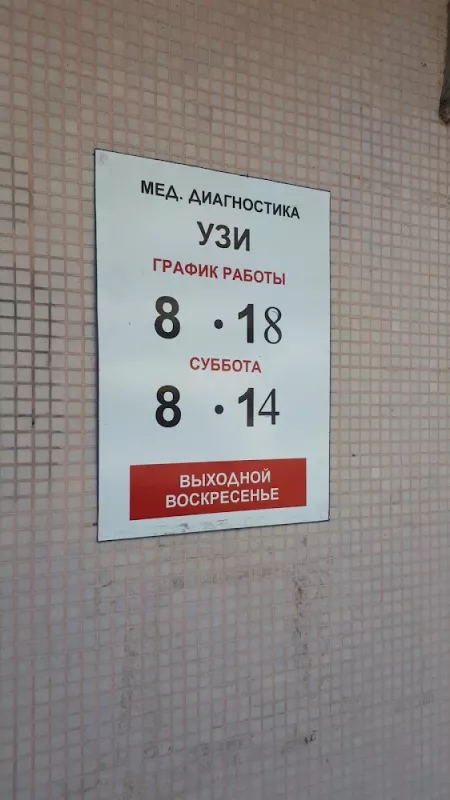 МЕД. ДИАГНОСТИКА
УЗИ
ГРАФИК РАБОТЫ
8 · 18
СУББОТА
8 · 14
ВЫХОДНОЙ
ВОСКРЕСЕНЬЕ